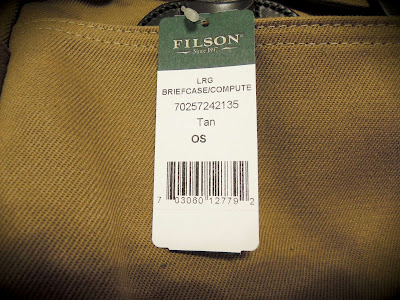 FILSON®
Since 1897
LRG
BRIEFCASE/COMPUTE
70257242135
Tan
OS
7 03060 12779 2